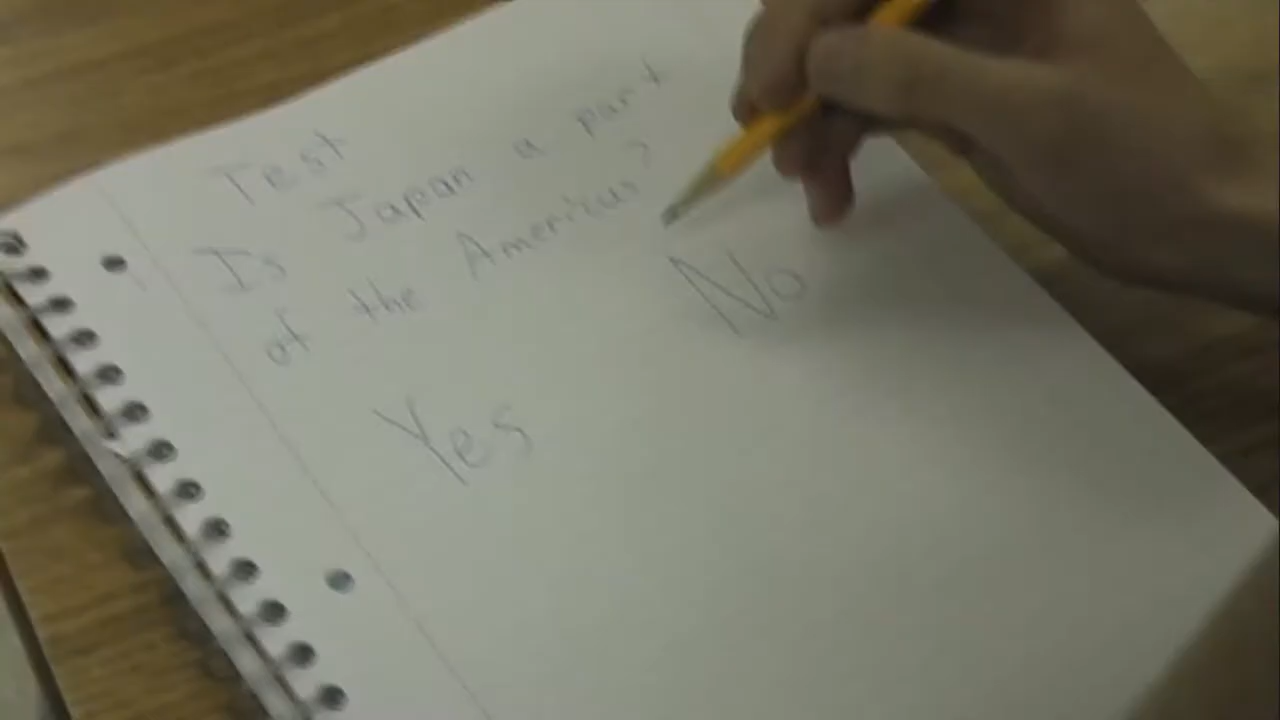 Test
Is Japan a part
of the Americas?
Yes No